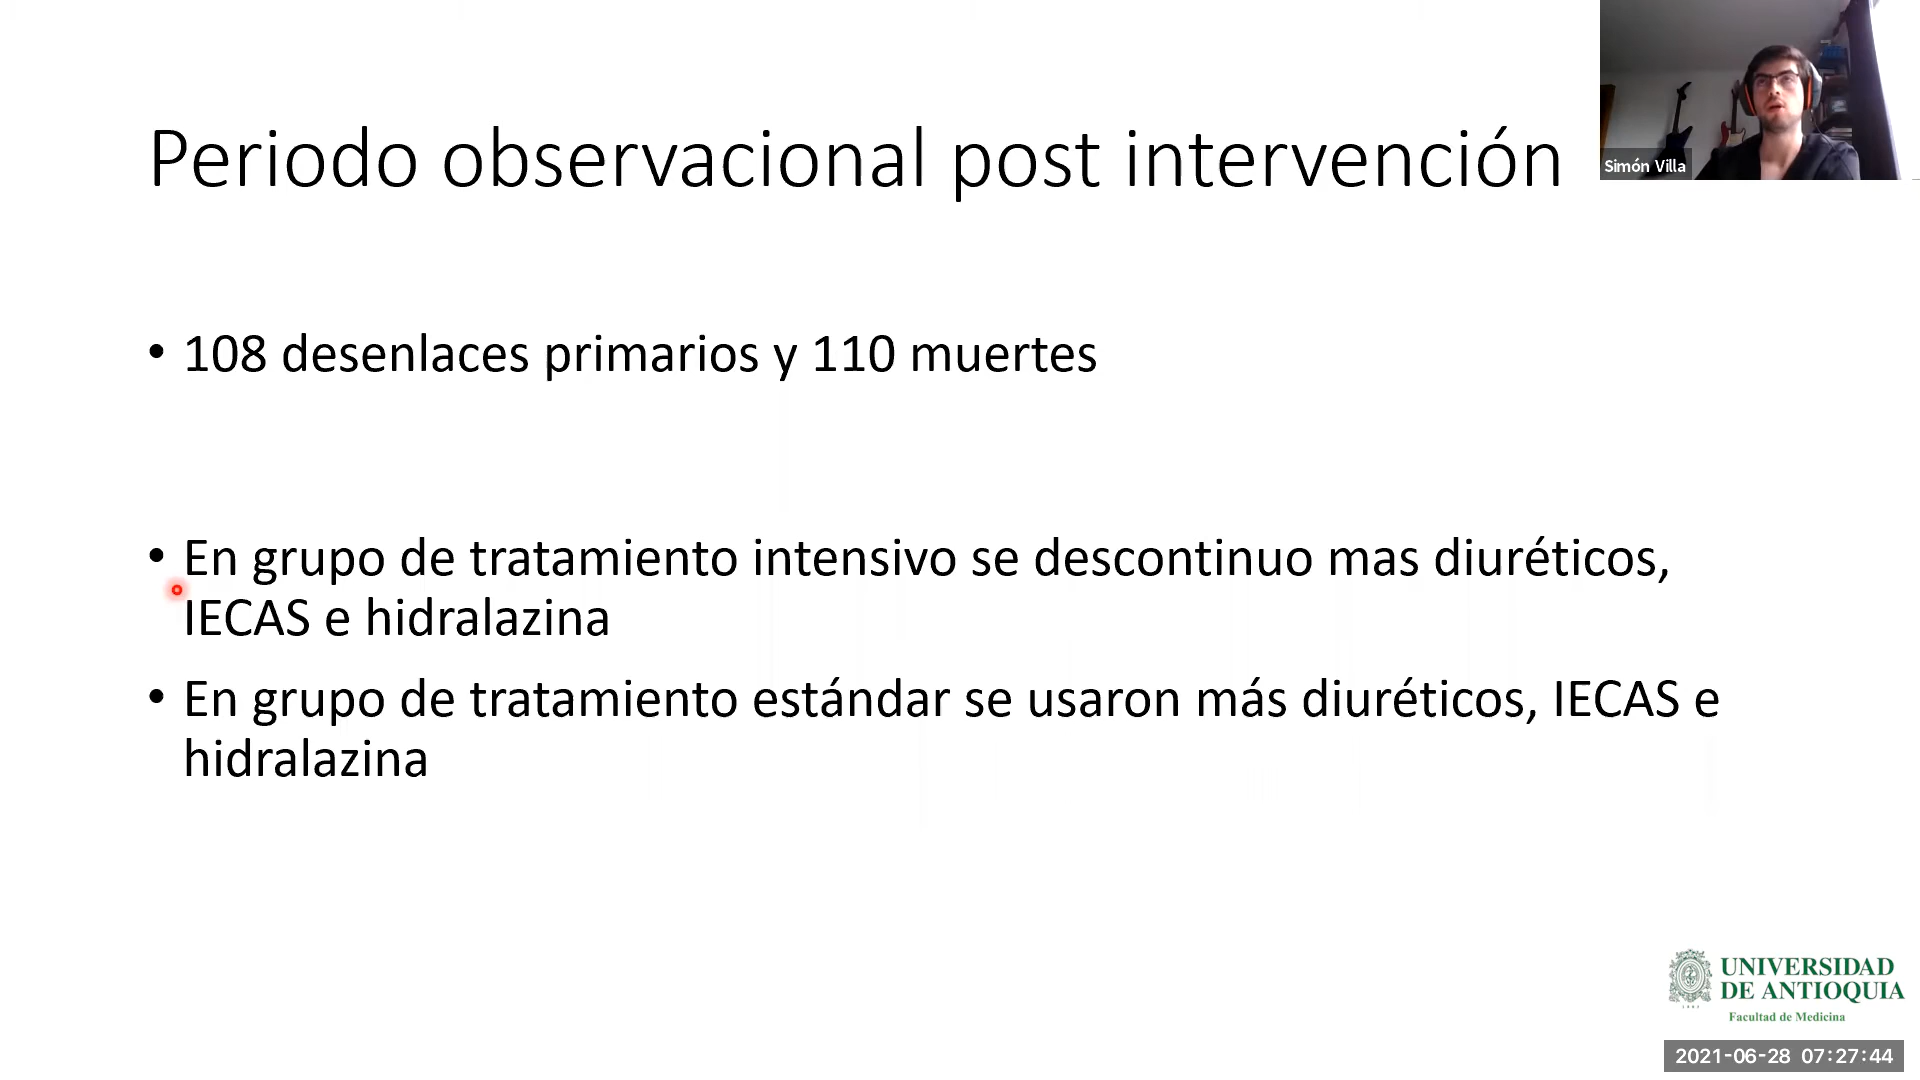 Periodo observacional post intervención
Simón Villa
• 108 desenlaces primarios y 110 muertes
• En grupo de tratamiento intensivo se descontinuo mas diuréticos,
IECAS e hidralazina
• En grupo de tratamiento estándar se usaron más diuréticos, IECAS e
hidralazina
UNIVERSIDAD
DE ANTIOQUIA
Facultad de Medicina
2021-06-28 07:27:44